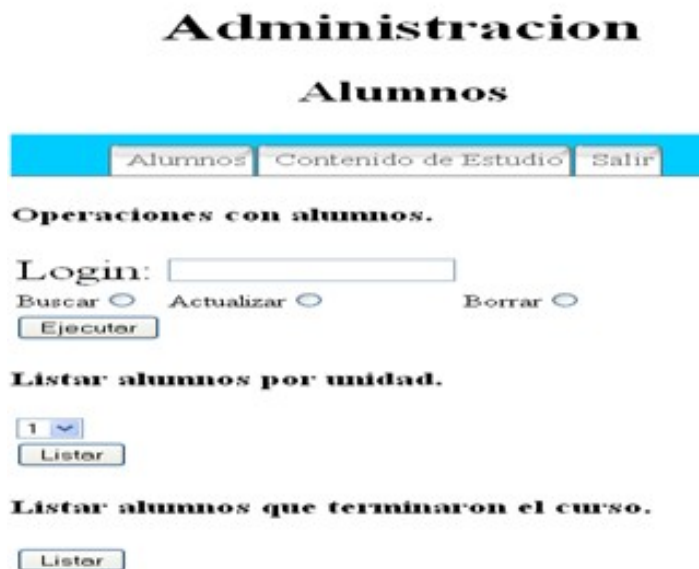 Administracion
Alumnos
Alumnos Contenido de Estudio Salir
Operaciones con alumnos.
Login:
Buscar Actualizar Borrar
Ejecutar
Listar alumnos por unidad.
1
Listar
Listar alumnos que terminaron el curso.
Listar